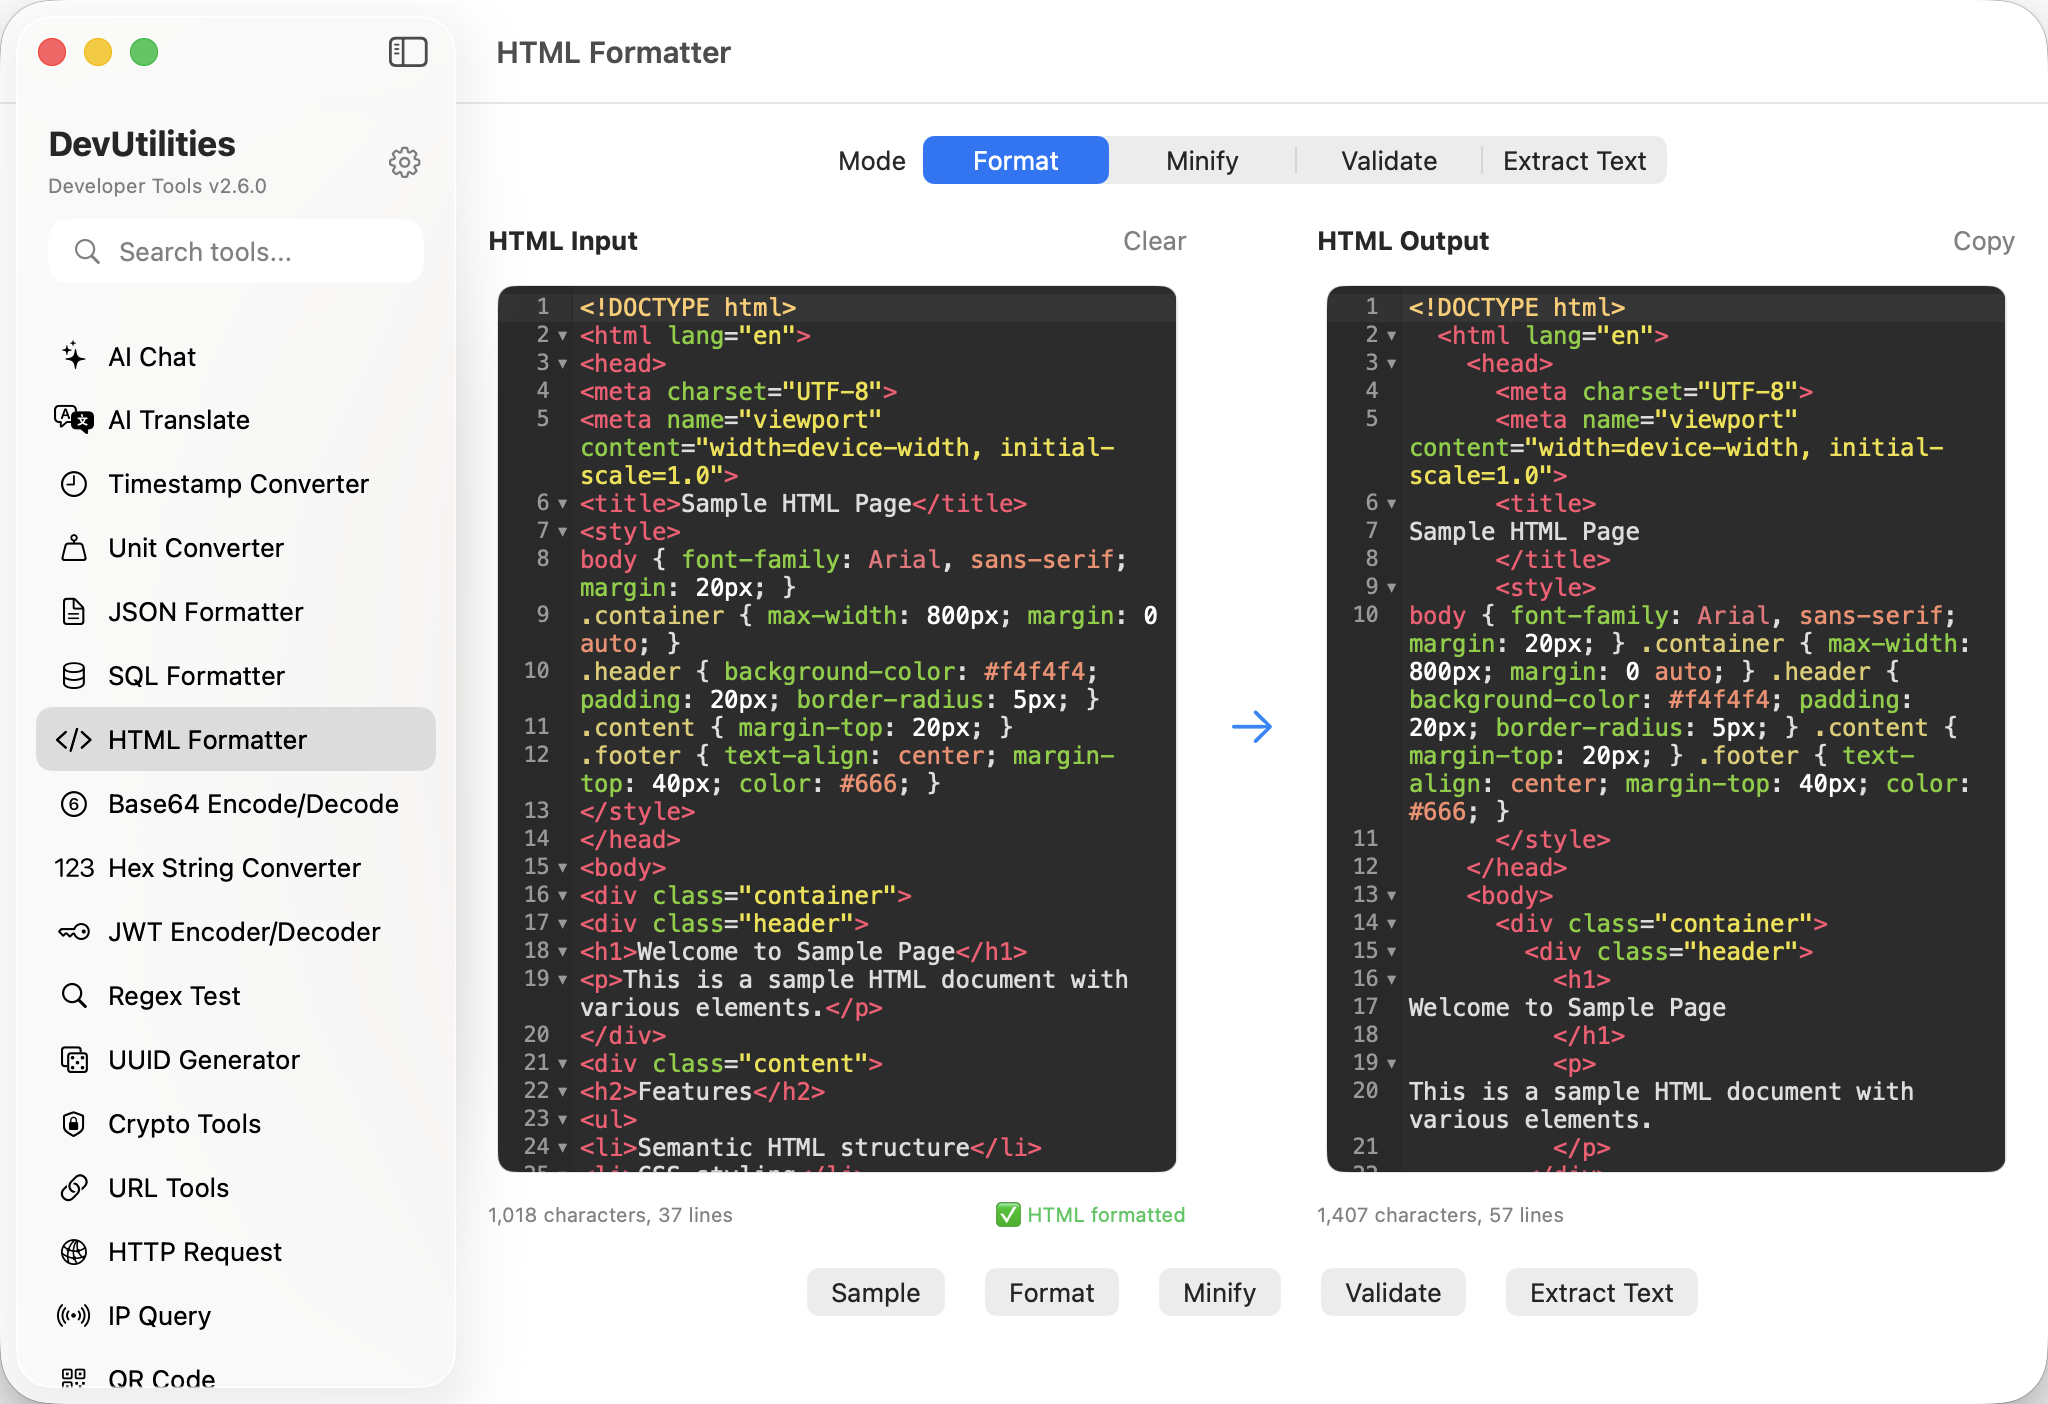 HTML Formatter
DevUtilities
Developer Tools v2.6.0
Search tools...
AI Chat
AI Translate
Timestamp Converter
Unit Converter
JSON Formatter
SQL Formatter
</> HTML Formatter
6 Base64 Encode/Decode
123 Hex String Converter
JWT Encoder/Decoder
Regex Test
UUID Generator
Crypto Tools
URL Tools
HTTP Request
IP Query
QR Code
Mode Format Minify Validate Extract Text
HTML Input Clear
1 <!DOCTYPE html>
2 <html lang="en">
3 <head>
4 <meta charset="UTF-8">
5 <meta name="viewport"
content="width=device-width, initial-
scale=1.0">
6 <title>Sample HTML Page</title>
7 <style>
8 body { font-family: Arial, sans-serif;
margin: 20px; }
9 .container { max-width: 800px; margin: 0
auto; }
10 .header { background-color: #f4f4f4;
padding: 20px; border-radius: 5px; }
11 .content { margin-top: 20px; }
12 .footer { text-align: center; margin-
top: 40px; color: #666; }
13 </style>
14 </head>
15 <body>
16 <div class="container">
17 <div class="header">
18 <h1>Welcome to Sample Page</h1>
19 <p>This is a sample HTML document with
various elements.</p>
20 </div>
21 <div class="content">
22 <h2>Features</h2>
23 <ul>
24 <li>Semantic HTML structure</li>
25 <li>CSS styling</li>
1,018 characters, 37 lines
HTML formatted
HTML Output Copy
1 <!DOCTYPE html>
2 <html lang="en">
3 <head>
4 <meta charset="UTF-8">
5 <meta name="viewport"
content="width=device-width, initial-
scale=1.0">
6 <title>
7 Sample HTML Page
8 </title>
9 <style>
10 body { font-family: Arial, sans-serif;
margin: 20px; } .container { max-width:
800px; margin: 0 auto; } .header {
background-color: #f4f4f4; padding:
20px; border-radius: 5px; } .content {
margin-top: 20px; } .footer { text-
align: center; margin-top: 40px; color:
#666; }
11 </style>
12 </head>
13 <body>
14 <div class="container">
15 <div class="header">
16 <h1>
17 Welcome to Sample Page
18 </h1>
19 <p>
20 This is a sample HTML document with
various elements.
21 </p>
22 </div>
1,407 characters, 57 lines
Sample Format Minify Validate Extract Text